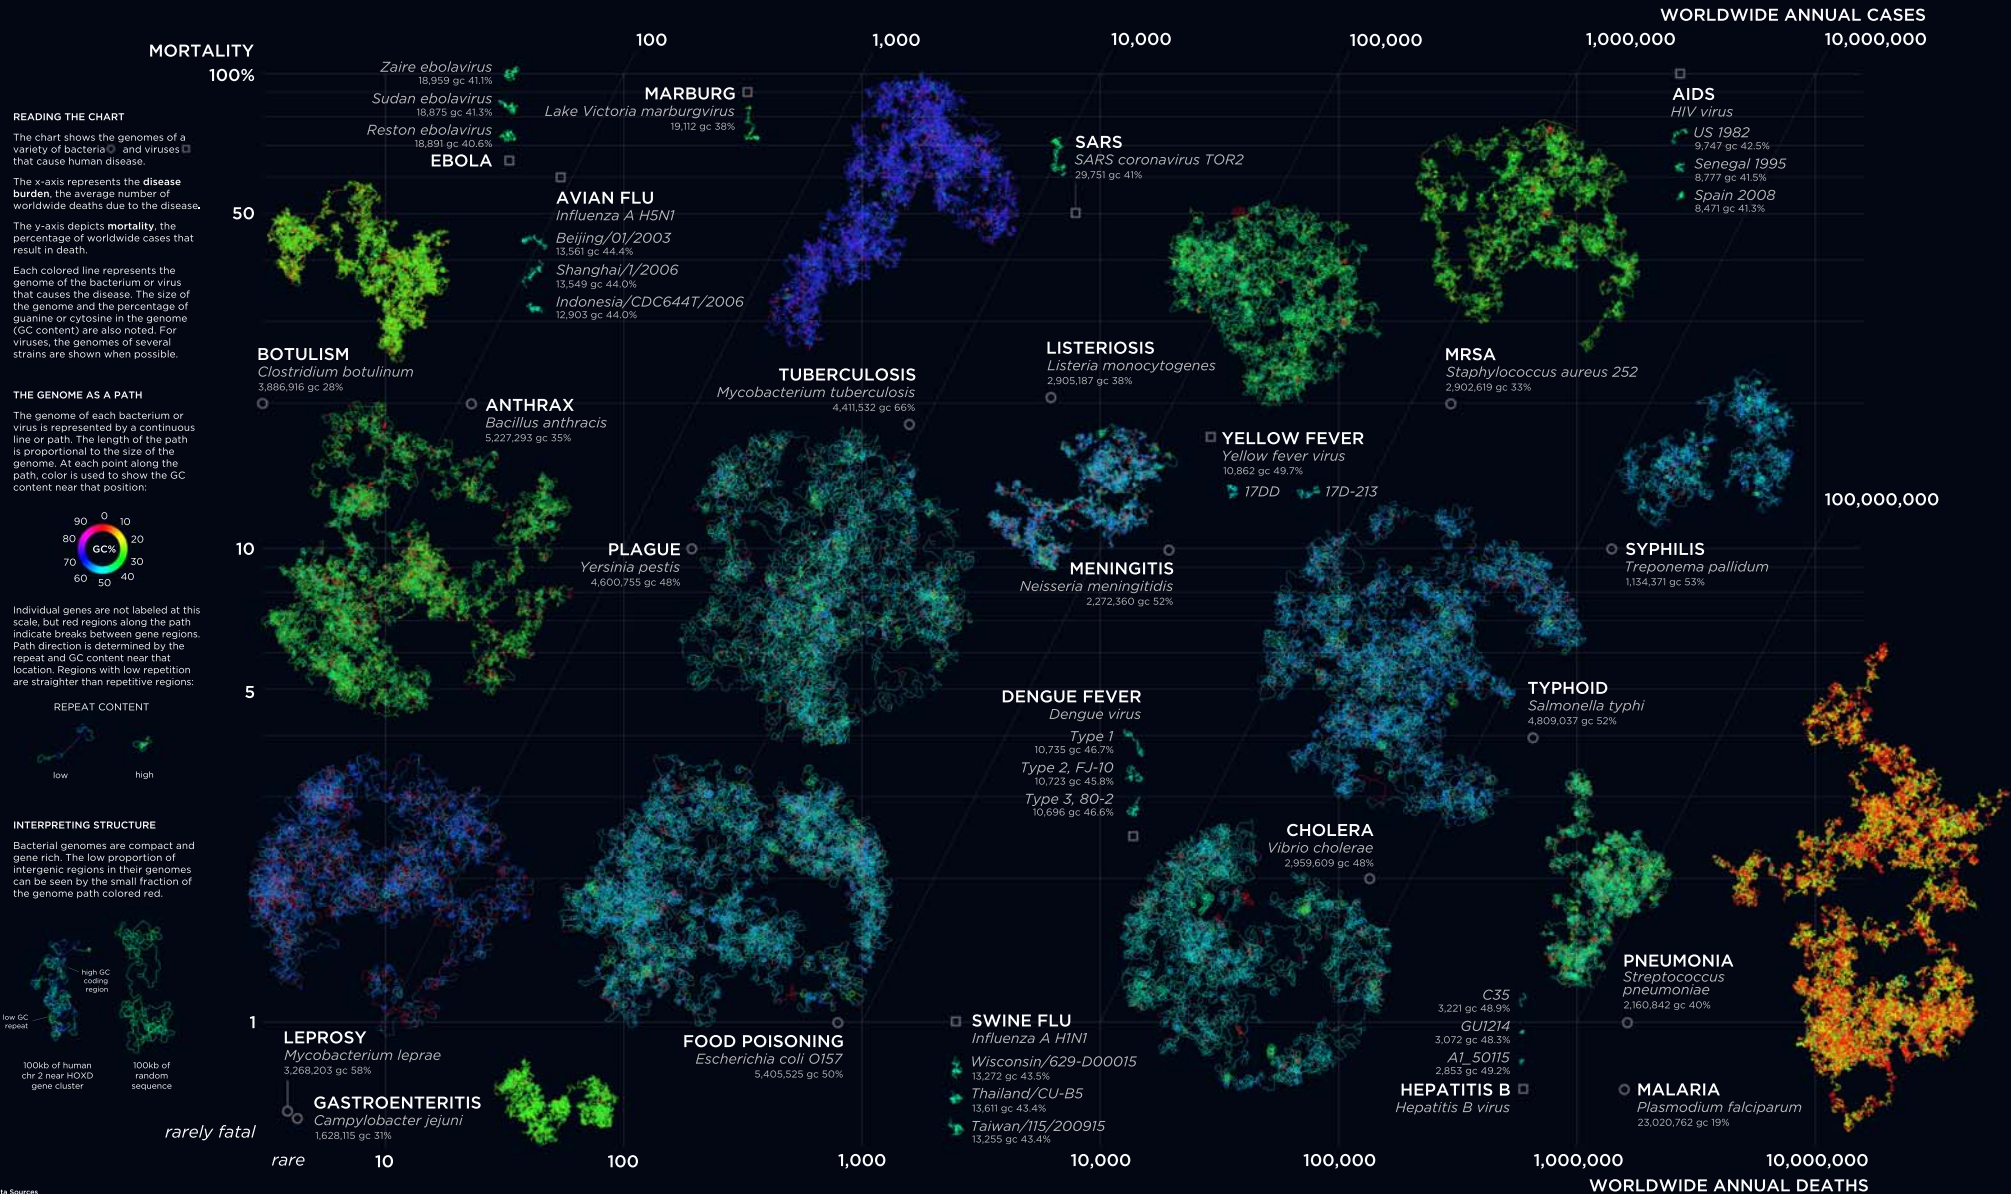 WORLDWIDE ANNUAL CASES
MORTALITY
100
1,000
10,000
100,000
1,000,000
10,000,000
100,000,000
100%
50
10
5
1
rarely fatal
READING THE CHART
The chart shows the genomes of a
variety of bacteria and viruses
that cause human disease.
The x-axis represents the disease
burden, the average number of
worldwide deaths due to the disease.
The y-axis depicts mortality, the
percentage of worldwide cases that
result in death.
Each colored line represents the
genome of the bacterium or virus
that causes the disease. The size of
the genome and the percentage of
guanine or cytosine in the genome
(GC content) are also noted. For
viruses, the genomes of several
strains are shown when possible.
THE GENOME AS A PATH
The genome of each bacterium or
virus is represented by a continuous
line or path. The length of the path
is proportional to the size of the
genome. At each point along the
path, color is used to show the GC
content near that position:
0
10
20
30
40
50
60
70
80
90
GC%
Individual genes are not labeled at this
scale, but red regions along the path
indicate breaks between gene regions.
Path direction is determined by the
repeat and GC content near that
location. Regions with low repetition
are straighter than repetitive regions:
REPEAT CONTENT
low
high
INTERPRETING STRUCTURE
Bacterial genomes are compact and
gene rich. The low proportion of
intergenic regions in their genomes
can be seen by the small fraction of
the genome path colored red.
high GC
coding
region
low GC
repeat
100kb of human
chr 2 near HOXD
gene cluster
100kb of
random
sequence
Zaire ebolavirus
18,959 gc 41.1%
Sudan ebolavirus
18,875 gc 41.3%
Reston ebolavirus
18,891 gc 40.6%
EBOLA
MARBURG
Lake Victoria marburgvirus
19,112 gc 38%
AVIAN FLU
Influenza A H5N1
Beijing/01/2003
13,561 gc 44.4%
Shanghai/1/2006
13,549 gc 44.0%
Indonesia/CDC644T/2006
12,903 gc 44.0%
SARS
SARS coronavirus TOR2
29,751 gc 41%
AIDS
HIV virus
US 1982
9,747 gc 42.5%
Senegal 1995
8,777 gc 41.5%
Spain 2008
8,471 gc 41.3%
BOTULISM
Clostridium botulinum
3,886,916 gc 28%
ANTHRAX
Bacillus anthracis
5,227,293 gc 35%
TUBERCULOSIS
Mycobacterium tuberculosis
4,411,532 gc 66%
LISTERIOSIS
Listeria monocytogenes
2,905,187 gc 38%
MRSA
Staphylococcus aureus 252
2,902,619 gc 33%
YELLOW FEVER
Yellow fever virus
10,862 gc 49.7%
17DD
17D-213
PLAGUE
Yersinia pestis
4,600,755 gc 48%
MENINGITIS
Neisseria meningitidis
2,272,360 gc 52%
SYPHILIS
Treponema pallidum
1,134,371 gc 53%
DENGUE FEVER
Dengue virus
Type 1
10,735 gc 46.7%
Type 2, FJ-10
10,723 gc 45.8%
Type 3, 80-2
10,696 gc 46.6%
TYPHOID
Salmonella typhi
4,809,037 gc 52%
CHOLERA
Vibrio cholerae
2,959,609 gc 48%
PNEUMONIA
Streptococcus
pneumoniae
2,160,842 gc 40%
LEPROSY
Mycobacterium leprae
3,268,203 gc 58%
GASTROENTERITIS
Campylobacter jejuni
1,628,115 gc 31%
FOOD POISONING
Escherichia coli O157
5,405,525 gc 50%
SWINE FLU
Influenza A H1N1
Wisconsin/629-D00015
13,272 gc 43.5%
Thailand/CU-B5
13,611 gc 43.4%
Taiwan/115/200915
13,255 gc 43.4%
C35
3,221 gc 48.9%
GU1214
3,072 gc 48.3%
A1_50115
2,853 gc 49.2%
HEPATITIS B
Hepatitis B virus
MALARIA
Plasmodium falciparum
23,020,762 gc 19%
rare
10
100
1,000
10,000
100,000
1,000,000
10,000,000
WORLDWIDE ANNUAL DEATHS
ta Sources